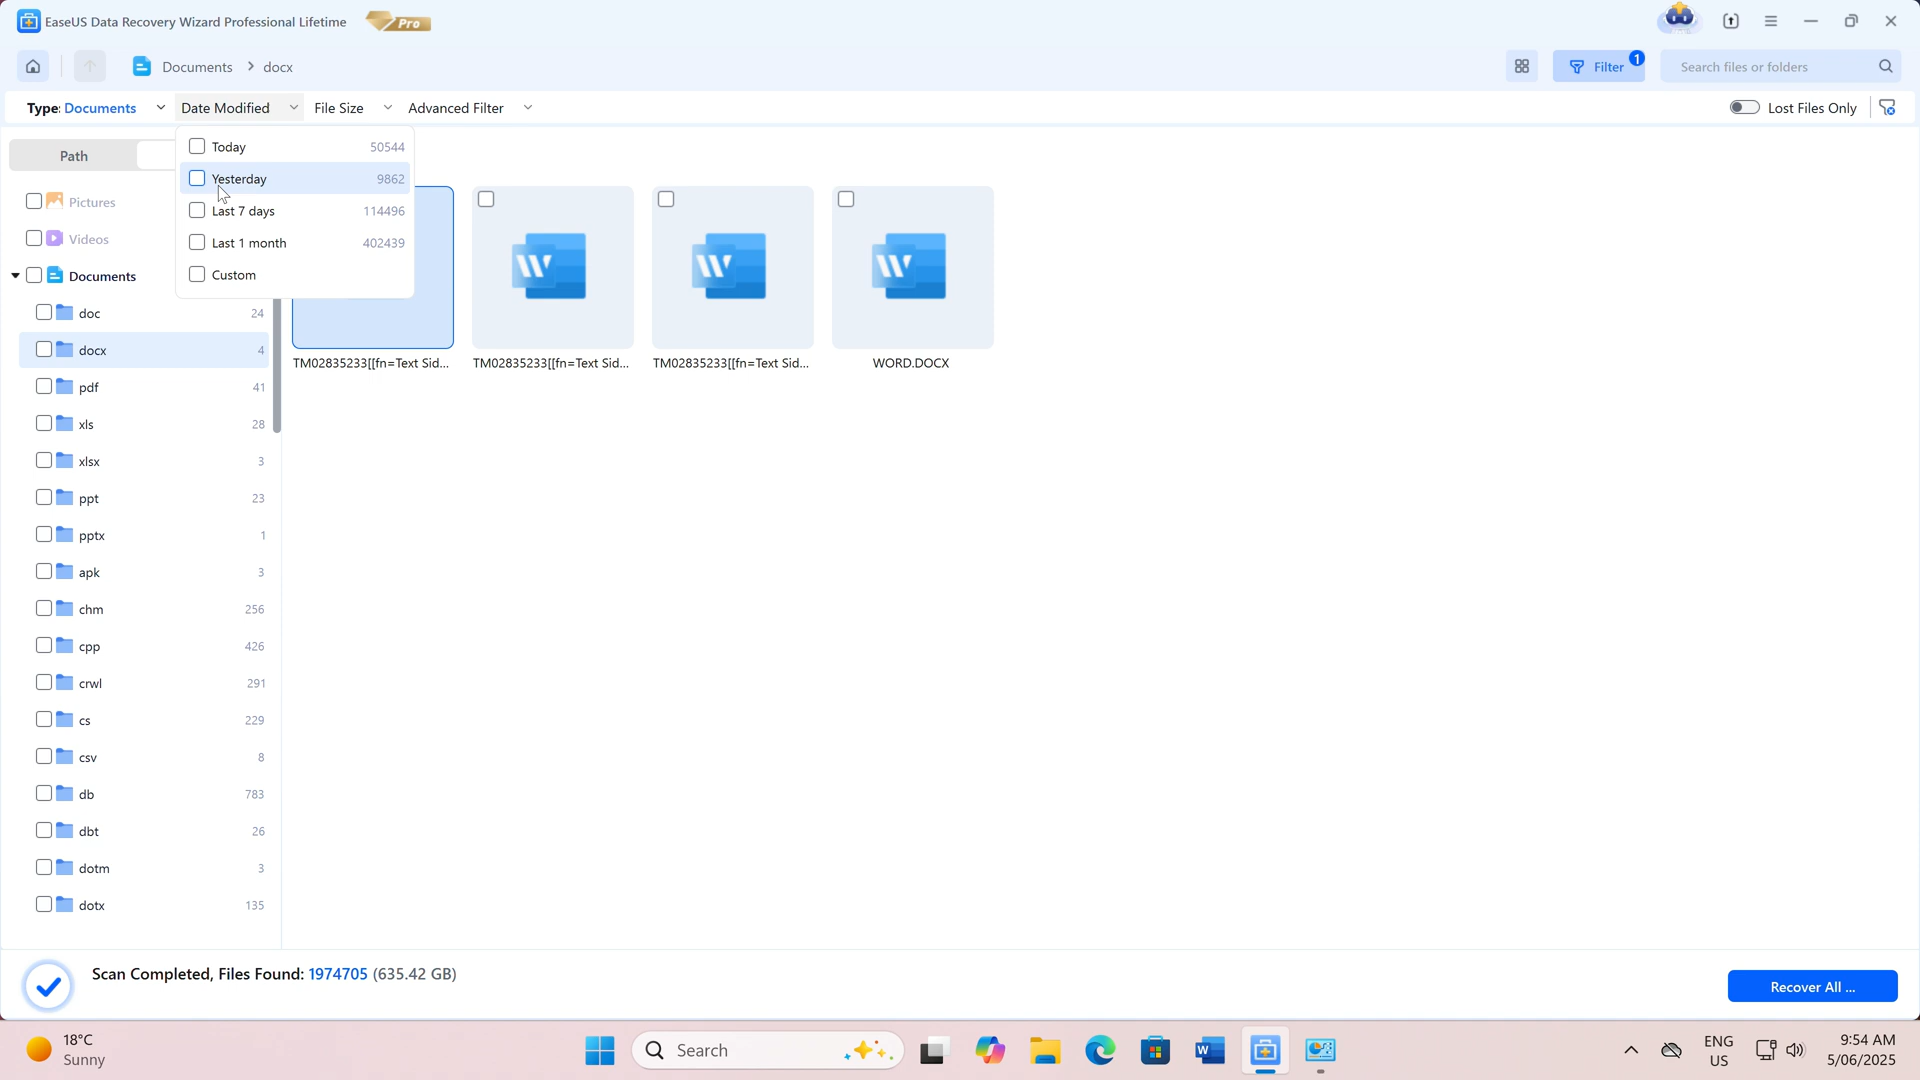 EaseUS Data Recovery Wizard Professional Lifetime Pro
Documents > docx
Filter 1
Search files or folders
Type: Documents Date Modified File Size Advanced Filter
Lost Files Only
Path
Today 50544
Yesterday 9862
Last 7 days 114496
Last 1 month 402439
Custom
Pictures
Videos
Documents
doc 24
docx 4
pdf 41
xls 28
xlsx 3
ppt 23
pptx 1
apk 3
chm 256
cpp 426
crwl 291
cs 229
csv 8
db 783
dbt 26
dotm 3
dotx 135
TM02835233[[fn=Text Sid...
TM02835233[[fn=Text Sid...
TM02835233[[fn=Text Sid...
WORD.DOCX
Scan Completed, Files Found: 1974705 (635.42 GB)
Recover All ...
18°C
Sunny
Search
ENG
US
9:54 AM
5/06/2025